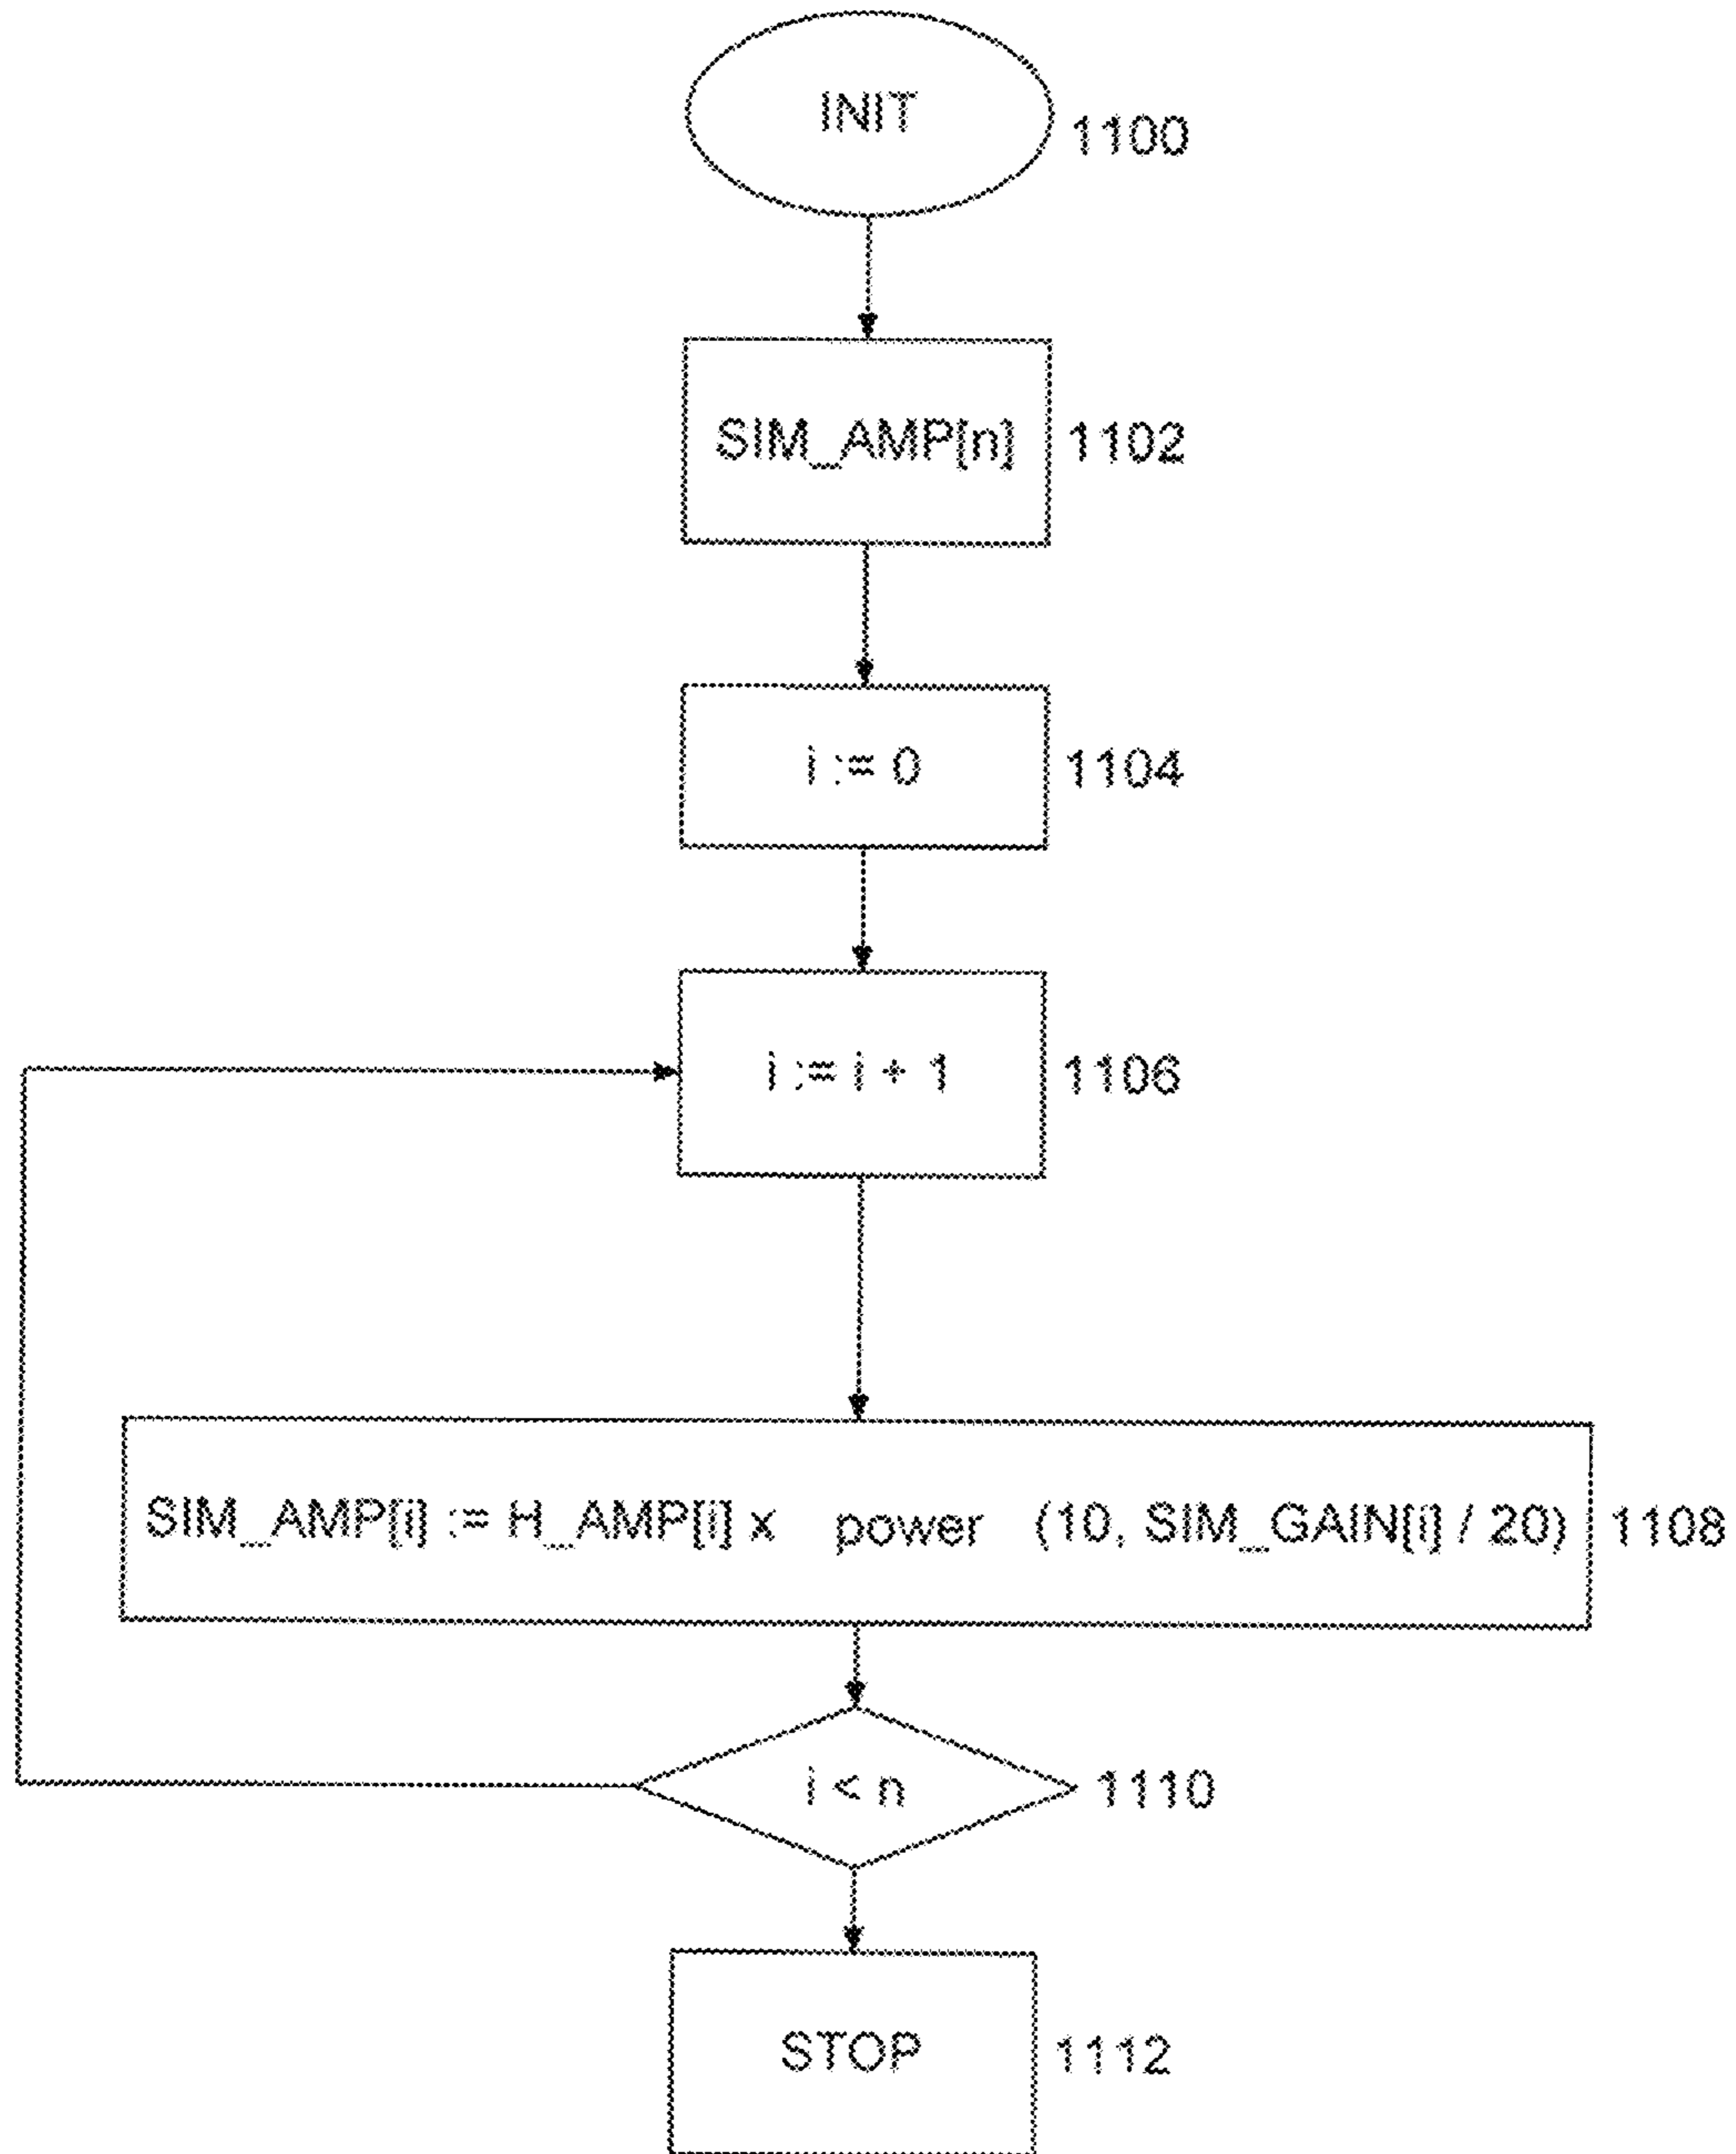 INIT 1100
SIM_AMP[n] 1102
i := 0 1104
i := i + 1 1106
SIM_AMP[i] := H_AMP[i] x power (10, SIM_GAIN[i] / 20) 1108
i < n 1110
STOP 1112